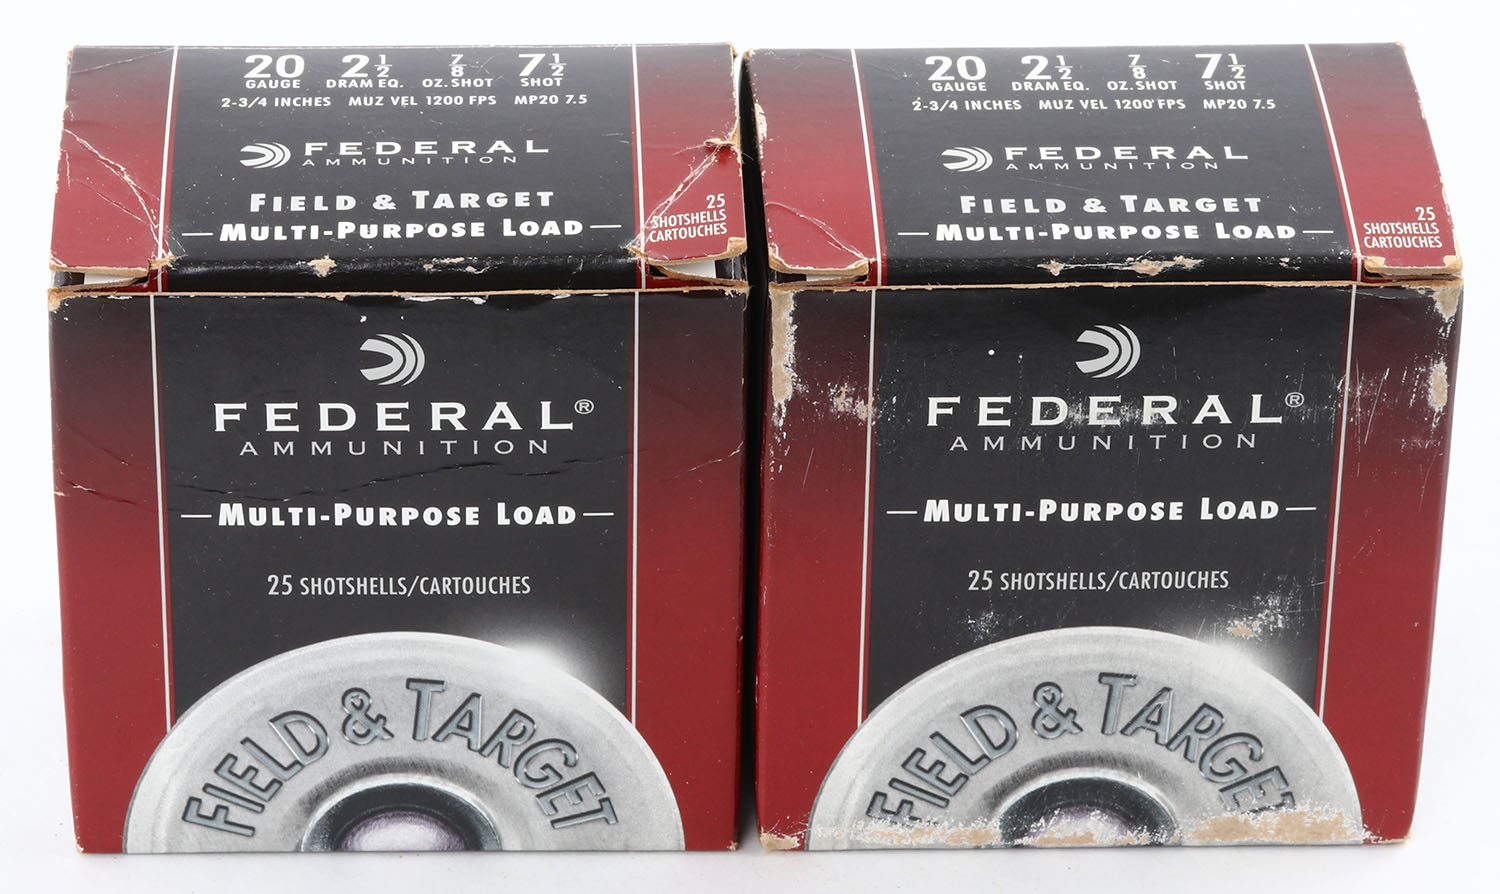 20 2 1/2 7/8 7 1/2
GAUGE DRAM EQ. OZ. SHOT SHOT
2-3/4 INCHES MUZ VEL 1200 FPS MP20 7.5
FEDERAL
AMMUNITION
FIELD & TARGET
MULTI-PURPOSE LOAD
25
SHOTSHELLS
CARTOUCHES
FEDERAL®
AMMUNITION
MULTI-PURPOSE LOAD
25 SHOTSHELLS/CARTOUCHES
FIELD & TARGET
20 2 1/2 7/8 7 1/2
GAUGE DRAM EQ. OZ. SHOT SHOT
2-3/4 INCHES MUZ VEL 1200 FPS MP20 7.5
FEDERAL
AMMUNITION
FIELD & TARGET
MULTI-PURPOSE LOAD
25
SHOTSHELLS
CARTOUCHES
FEDERAL®
AMMUNITION
MULTI-PURPOSE LOAD
25 SHOTSHELLS/CARTOUCHES
FIELD & TARGET